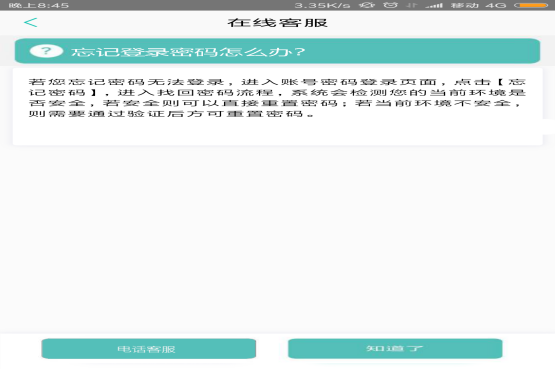 晚上8:45 3.35K/s 移动 4G
在线客服
? 忘记登录密码怎么办?
若您忘记密码无法登录，进入账号密码登录页面，点击【忘
记密码】，进入找回密码流程，系统会检测您的当前环境是
否安全，若安全则可以直接重置密码；若当前环境不安全，
则需要通过验证后方可重置密码。
电话客服 知道了